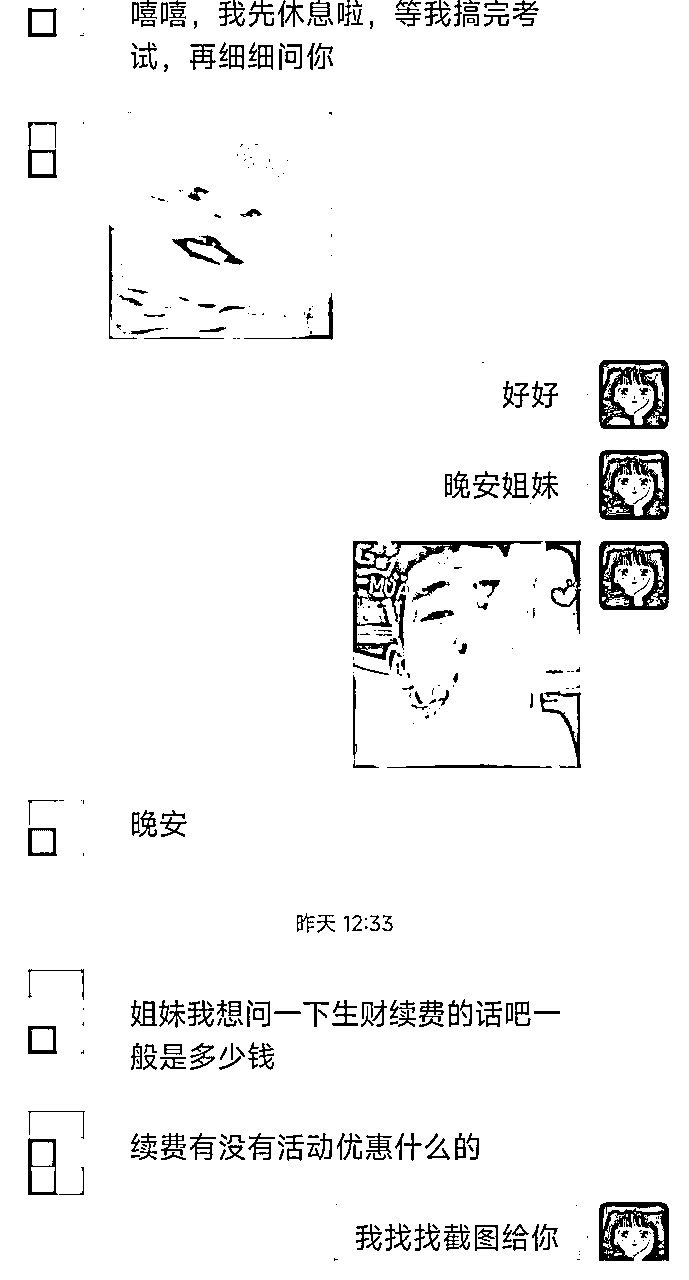 嘻嘻，我先休息啦，等我搞完考
试，再细细问你
好好
晚安姐妹
MUA
晚安
昨天 12:33
姐妹我想问一下生财续费的话吧一
般是多少钱
续费有没有活动优惠什么的
我找找截图给你